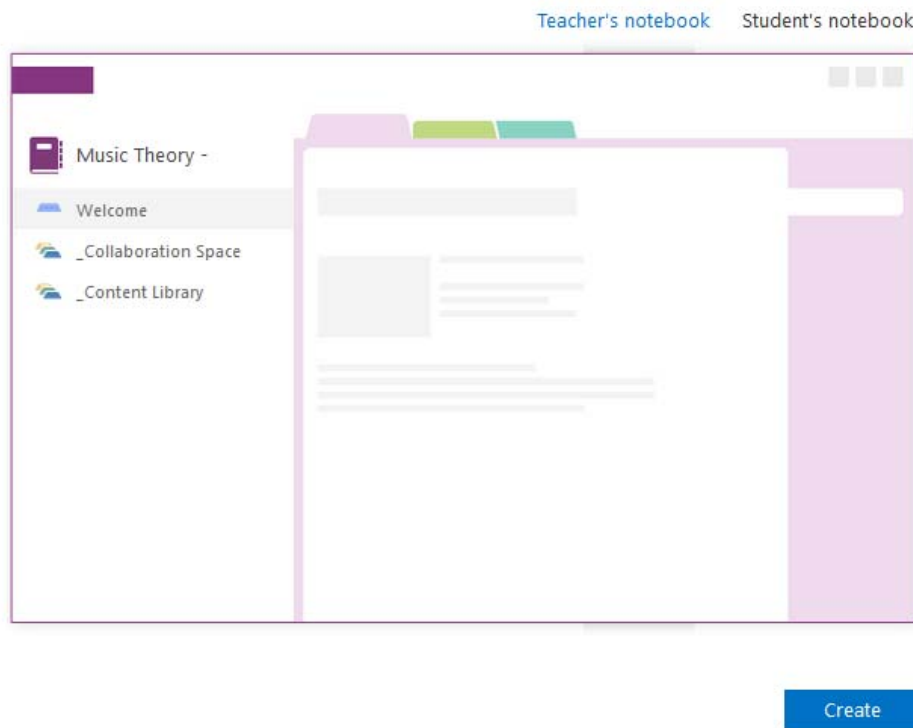 Teacher's notebook Student's notebook
Music Theory -
Welcome
_Collaboration Space
_Content Library
Create